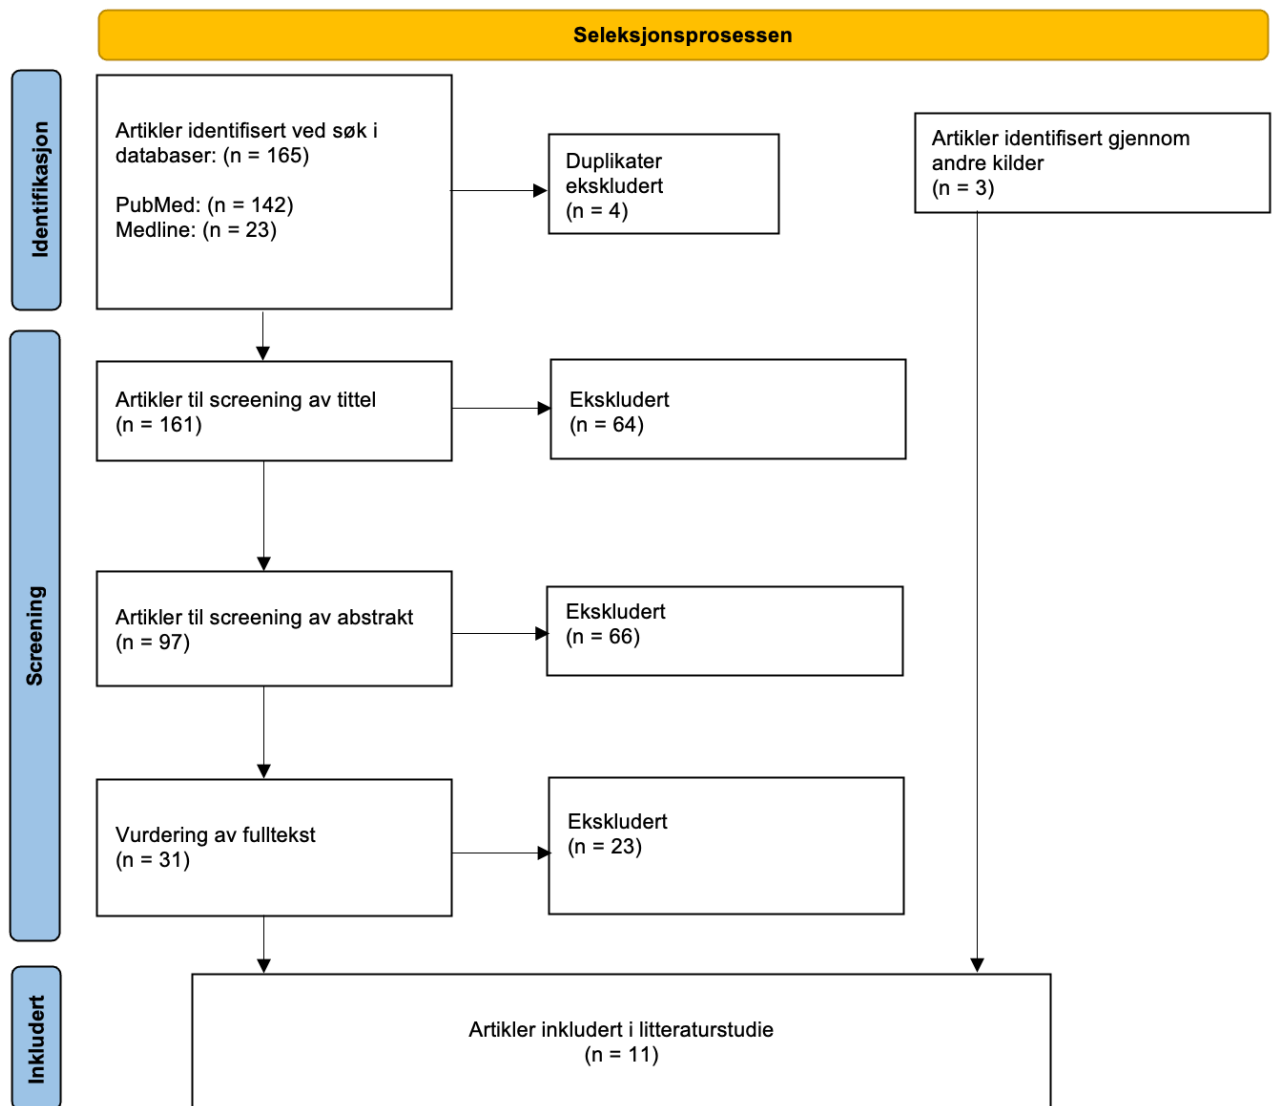 Seleksjonsprosessen
Identifikasjon
Artikler identifisert ved søk i
databaser: (n = 165)
PubMed: (n = 142)
Medline: (n = 23)
Duplikater
ekskludert
(n = 4)
Artikler identifisert gjennom
andre kilder
(n = 3)
Screening
Artikler til screening av tittel
(n = 161)
Ekskludert
(n = 64)
Artikler til screening av abstrakt
(n = 97)
Ekskludert
(n = 66)
Vurdering av fulltekst
(n = 31)
Ekskludert
(n = 23)
Inkludert
Artikler inkludert i litteraturstudie
(n = 11)